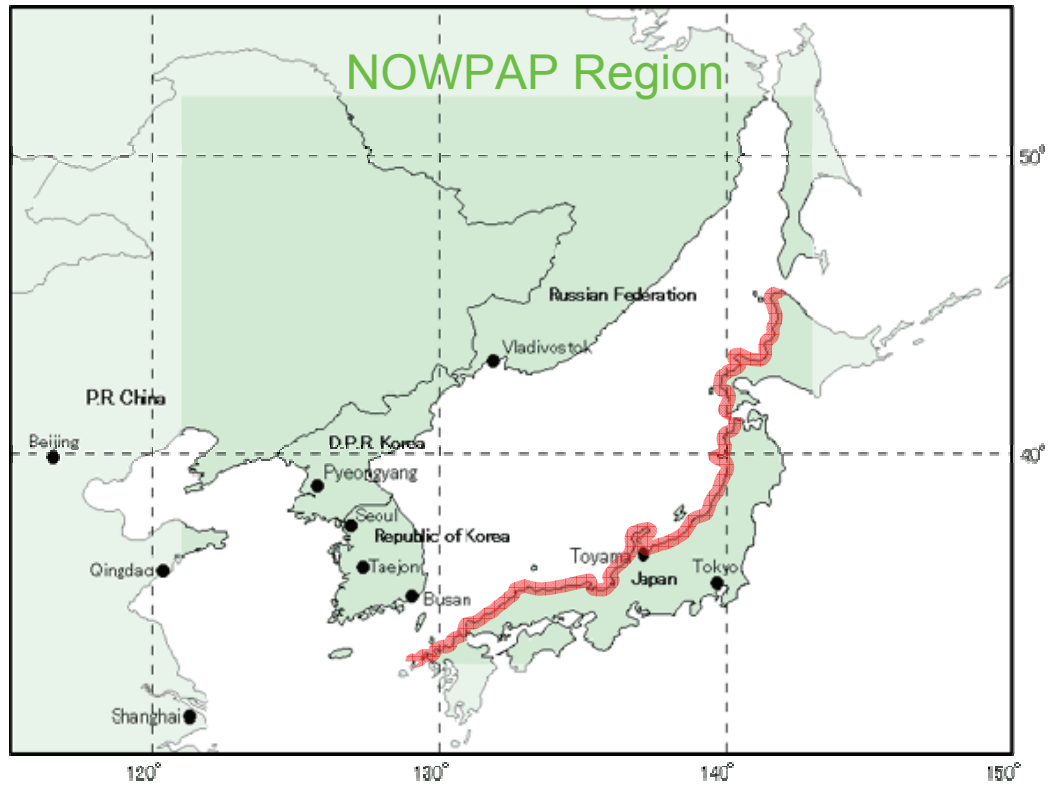 NOWPAP Region
50°
Russian Federation
Vladivostok
P.R. China
Beijing
D.P.R. Korea
40°
Pyeongyang
Seoul
Republic of Korea
Toyama
Qingdao
Taejon
Tokyo
Japan
Busan
Shanghai
120°
130°
140°
150°